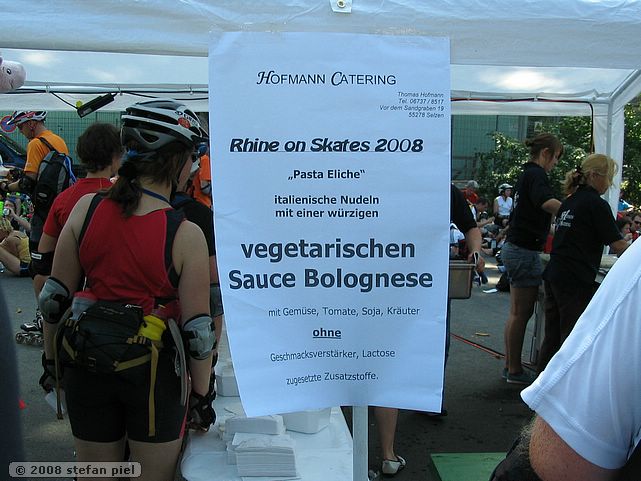 HOFMANN CATERING
Thomas Hofmann
Tel. 06737 / 8517
Vor dem Sandgraben 19
55278 Selzen
Rhine on Skates 2008
„Pasta Eliche“
italienische Nudeln
mit einer würzigen
vegetarischen
Sauce Bolognese
mit Gemüse, Tomate, Soja, Kräuter
ohne
Geschmacksverstärker, Lactose
zugesetzte Zusatzstoffe.
© 2008 stefan piel